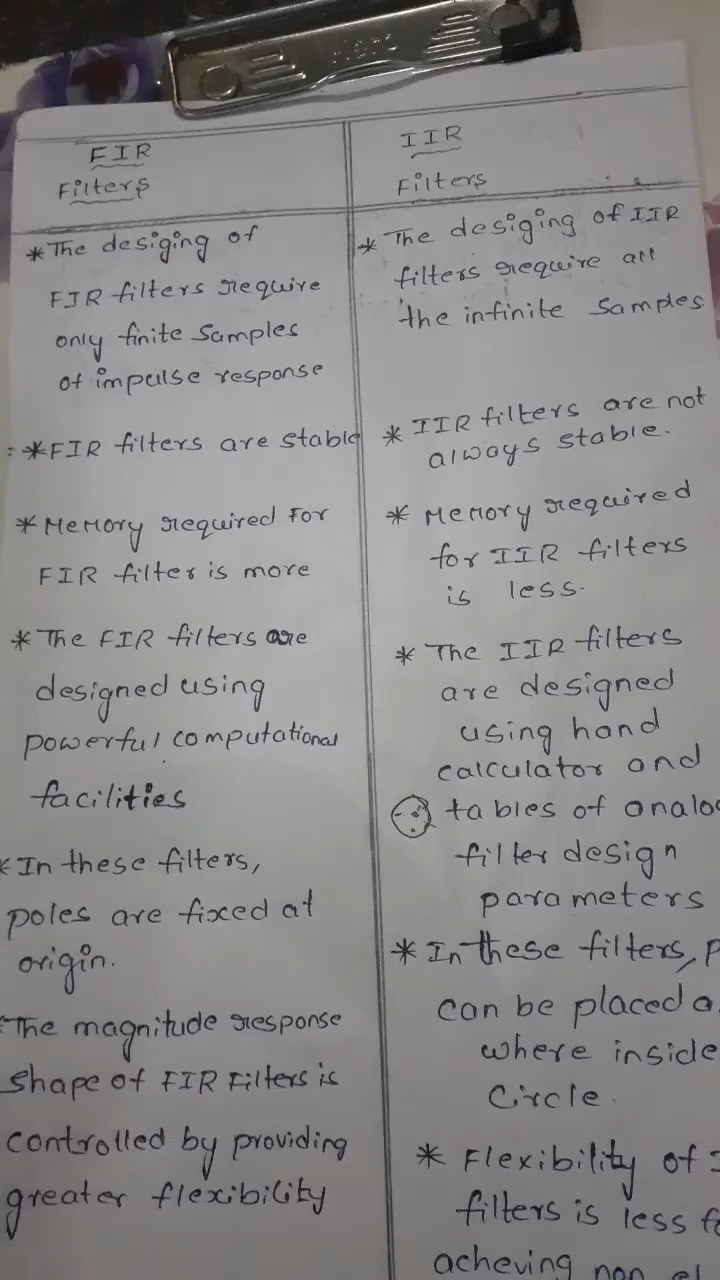 FIR
Filters
* The desiging of
FIR filters require
only finite samples
of impulse response
* FIR filters are stable
* Memory required For
FIR filter is more
* The FIR filters are
designed using
powerful computational
facilities
In these filters,
poles are fixed at
origin.
The magnitude response
shape of FIR Filters is
controlled by providing
greater flexibility
IIR
Filters
* The desiging of IIR
filters require all
the infinite samples
* IIR filters are not
always stable.
* Memory required
for IIR filters
is less.
* The IIR filters
are designed
using hand
calculator and
tables of analo
filter design
parameters
* In these filters, p
can be placed a
where inside
circle.
* Flexibility of
filters is less
acheving non el